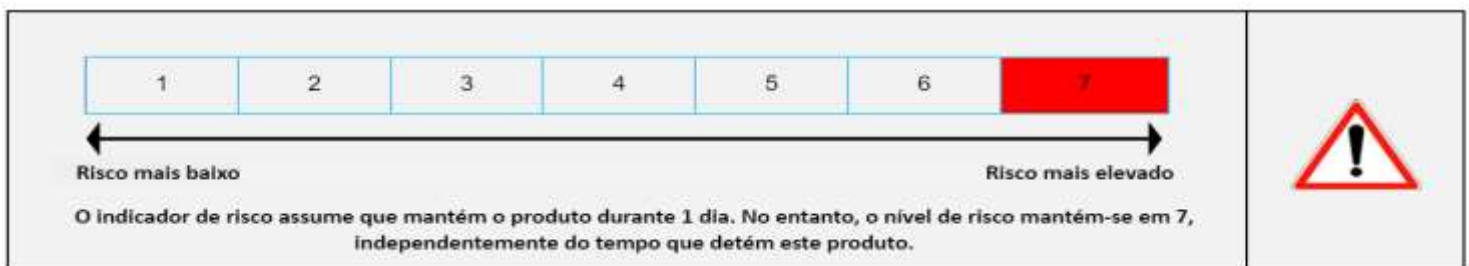 1 2 3 4 5 6 7
Risco mais baixo Risco mais elevado
O indicador de risco assume que mantém o produto durante 1 dia. No entanto, o nível de risco mantém-se em 7,
independentemente do tempo que detém este produto.